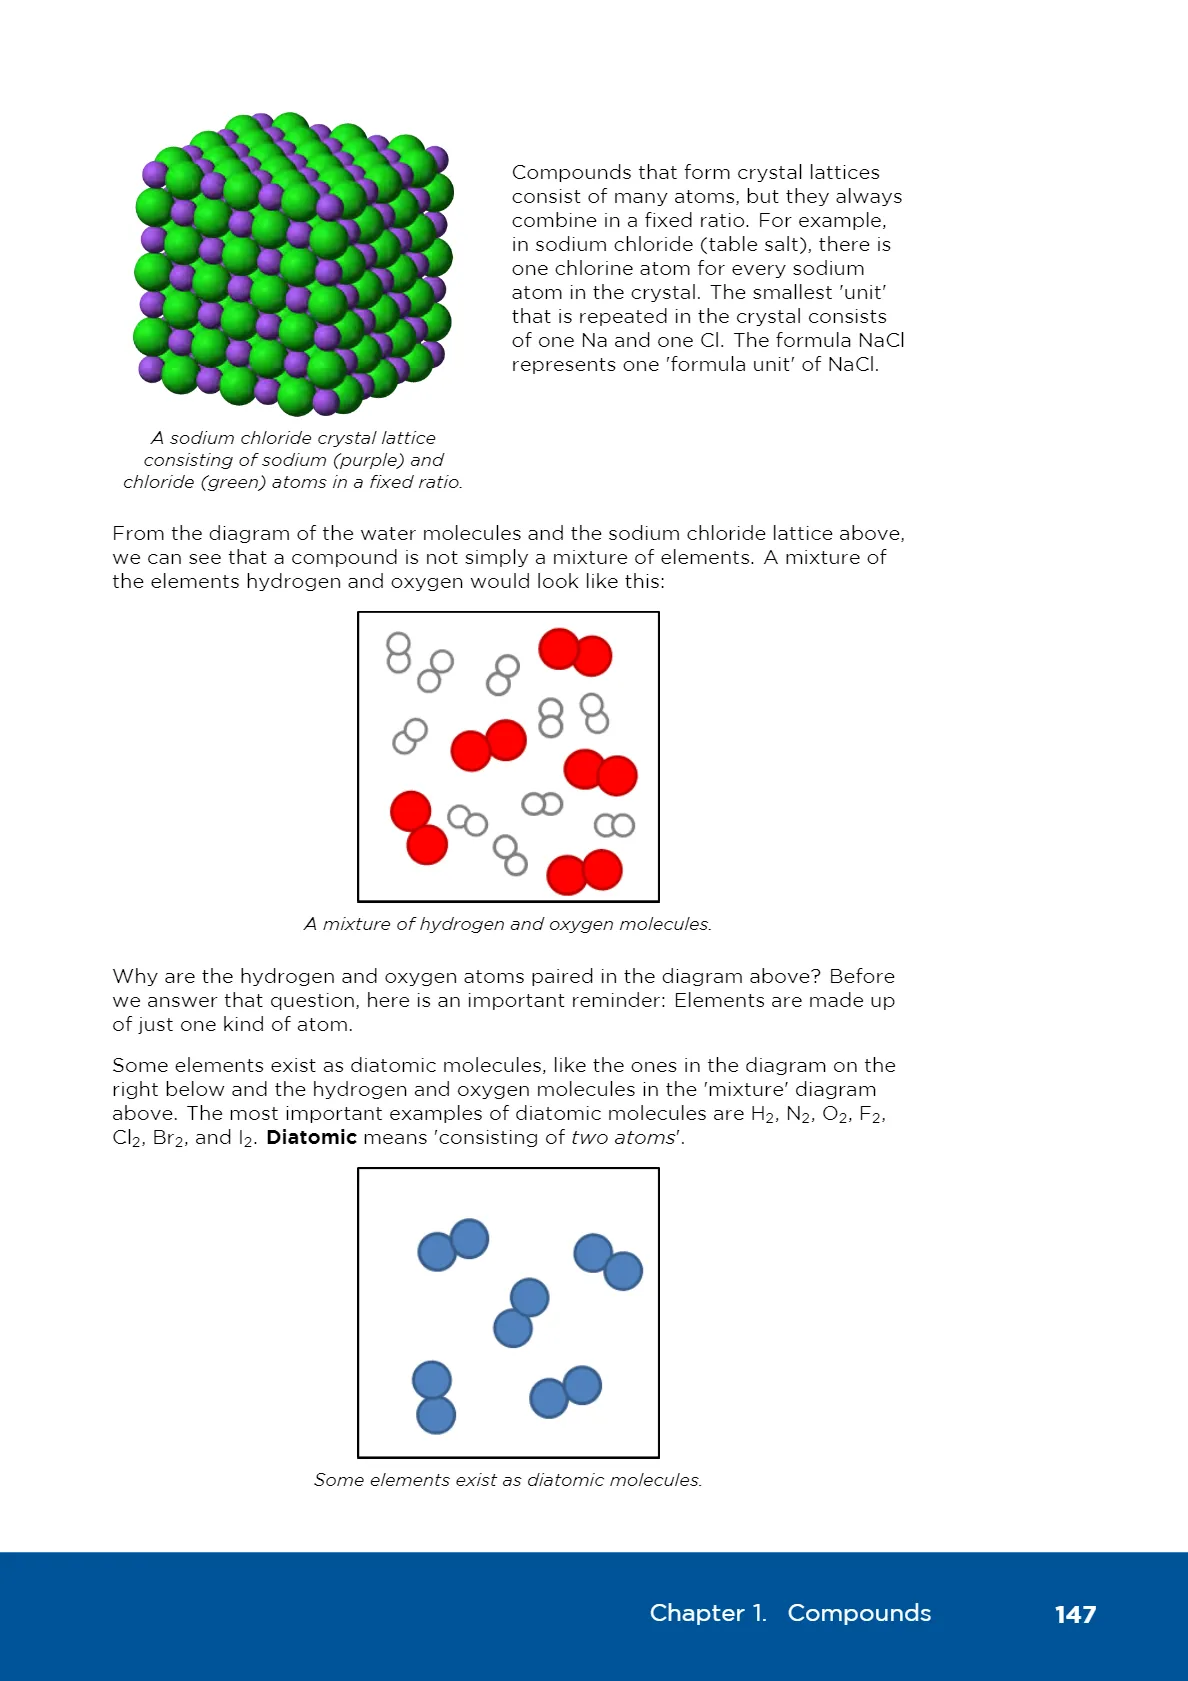 Compounds that form crystal lattices
consist of many atoms, but they always
combine in a fixed ratio. For example,
in sodium chloride (table salt), there is
one chlorine atom for every sodium
atom in the crystal. The smallest 'unit'
that is repeated in the crystal consists
of one Na and one Cl. The formula NaCl
represents one 'formula unit' of NaCl.
A sodium chloride crystal lattice
consisting of sodium (purple) and
chloride (green) atoms in a fixed ratio.
From the diagram of the water molecules and the sodium chloride lattice above,
we can see that a compound is not simply a mixture of elements. A mixture of
the elements hydrogen and oxygen would look like this:
A mixture of hydrogen and oxygen molecules.
Why are the hydrogen and oxygen atoms paired in the diagram above? Before
we answer that question, here is an important reminder: Elements are made up
of just one kind of atom.
Some elements exist as diatomic molecules, like the ones in the diagram on the
right below and the hydrogen and oxygen molecules in the 'mixture' diagram
above. The most important examples of diatomic molecules are H₂, N₂, O₂, F₂,
Cl₂, Br₂, and I₂. Diatomic means 'consisting of two atoms'.
Some elements exist as diatomic molecules.
Chapter 1. Compounds 147